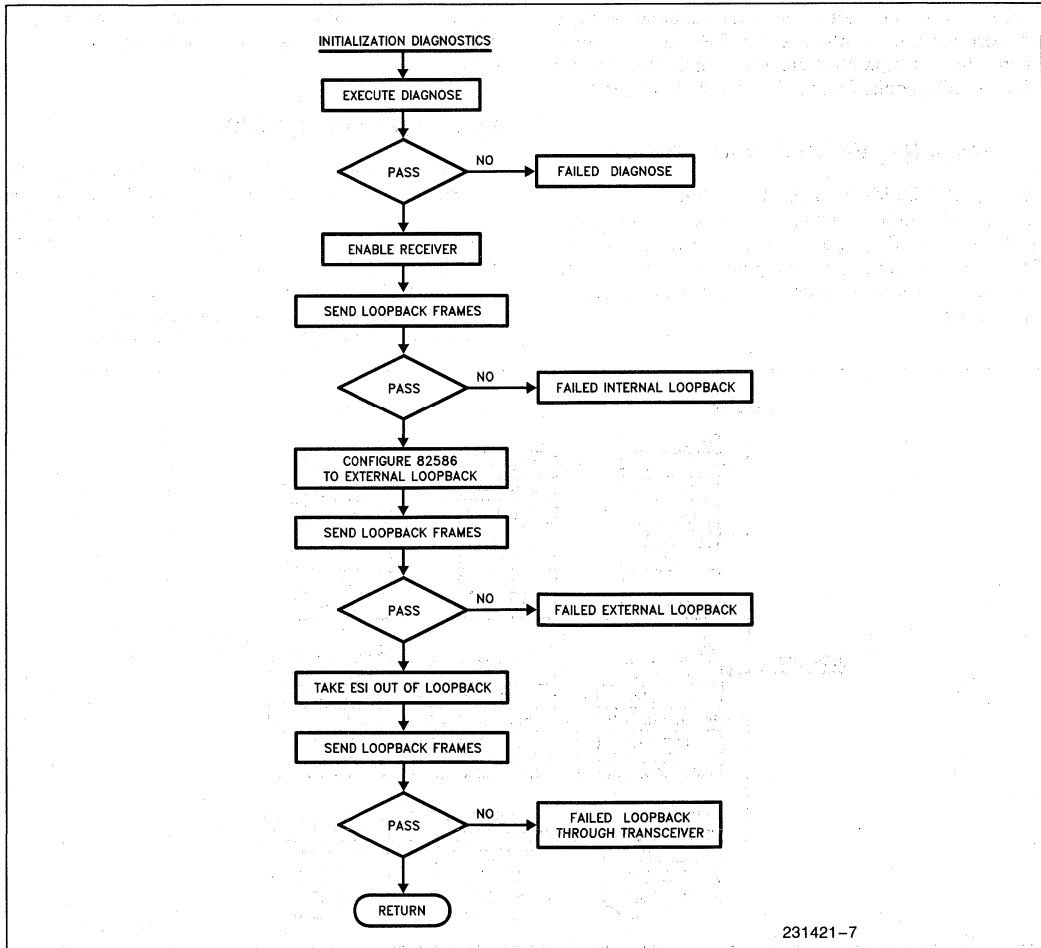 INITIALIZATION DIAGNOSTICS
EXECUTE DIAGNOSE
PASS
NO
FAILED DIAGNOSE
ENABLE RECEIVER
SEND LOOPBACK FRAMES
PASS
NO
FAILED INTERNAL LOOPBACK
CONFIGURE 82586
TO EXTERNAL LOOPBACK
SEND LOOPBACK FRAMES
PASS
NO
FAILED EXTERNAL LOOPBACK
TAKE ESI OUT OF LOOPBACK
SEND LOOPBACK FRAMES
PASS
NO
FAILED LOOPBACK
THROUGH TRANSCEIVER
RETURN
231421-7